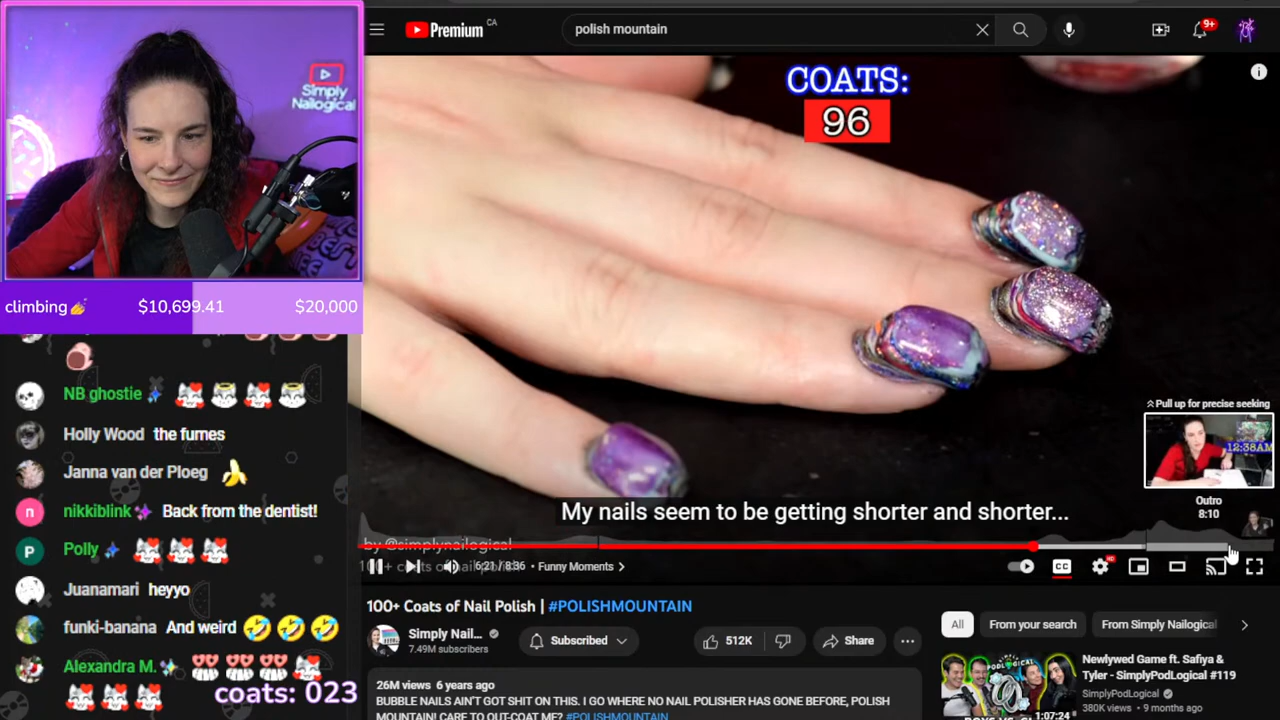 Simply
Nailogical
climbing💅 $10,699.41 $20,000
NB ghostie
Holly Wood the fumes
Janna van der Ploeg 🍌
n
nikkiblink Back from the dentist!
P
Polly
Juanamari heyyo
funki-banana And weird 🤣🤣🤣
Alexandra M.
coats: 023
Premium CA
polish mountain
9+
COATS:
96
Pull up for precise seeking
12:38AM
Outro
8:10
My nails seem to be getting shorter and shorter...
by @simplynailogical
6:21 / 8:36 • Funny Moments >
CC
HD
100+ Coats of Nail Polish | #POLISHMOUNTAIN
Simply Nail...
7.49M subscribers
Subscribed
512K
Share
26M views 6 years ago
BUBBLE NAILS AIN'T GOT SHIT ON THIS. I GO WHERE NO NAIL POLISHER HAS GONE BEFORE, POLISH
MOUNTAIN! CARE TO OUT-COAT ME? #POLISHMOUNTAIN
All
From your search
From Simply Nailogical
PODLOGICAL
1:07:24
Newlywed Game ft. Safiya &
Tyler - SimplyPodLogical #119
SimplyPodLogical
380K views • 9 months ago